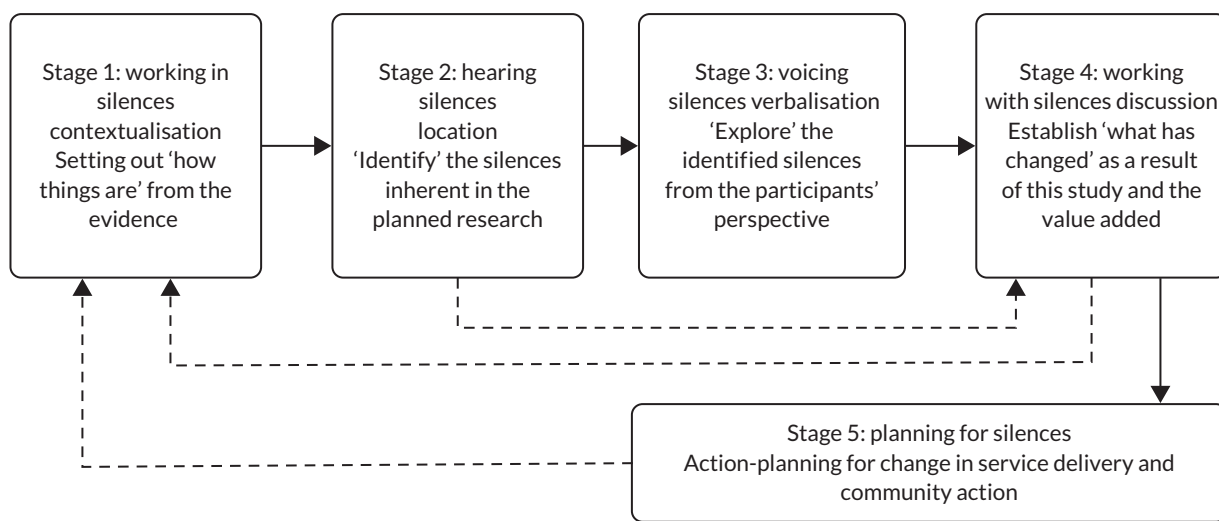 Stage 1: working in
silences
contextualisation
Setting out ‘how
things are’ from the
evidence
Stage 2: hearing
silences
location
‘Identify’ the silences
inherent in the
planned research
Stage 3: voicing
silences verbalisation
‘Explore’ the
identified silences
from the participants’
perspective
Stage 4: working
with silences discussion
Establish ‘what has
changed’ as a result
of this study and the
value added
Stage 5: planning for silences
Action-planning for change in service delivery and
community action